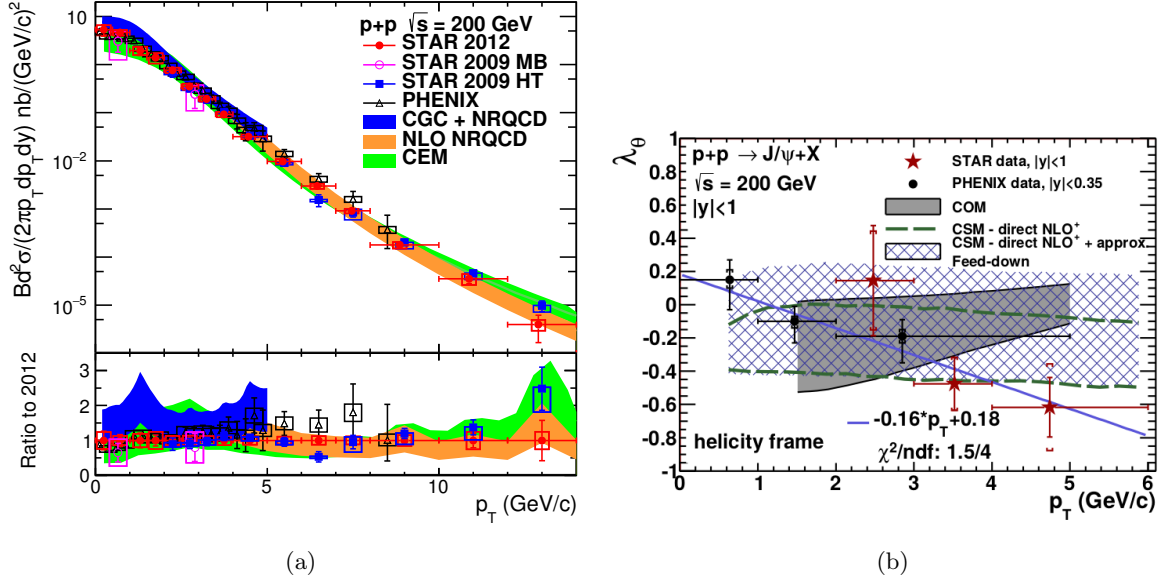 10
10⁻²
10⁻⁵
Bd²σ/(2πp_T dp_T dy) nb/(GeV/c)²
p+p √s = 200 GeV
STAR 2012
STAR 2009 MB
STAR 2009 HT
PHENIX
CGC + NRQCD
NLO NRQCD
CEM
Ratio to 2012
3
2
1
0
0 5 10
p_T (GeV/c)
(a)
λ_θ
1
0.8
0.6
0.4
0.2
0
-0.2
-0.4
-0.6
-0.8
-1
p+p → J/ψ+X
√s = 200 GeV
|y|<1
STAR data, |y|<1
PHENIX data, |y|<0.35
COM
CSM - direct NLO⁺
CSM - direct NLO⁺ + approx.
Feed-down
-0.16*p_T+0.18
χ²/ndf: 1.5/4
helicity frame
0 1 2 3 4 5 6
p_T (GeV/c)
(b)